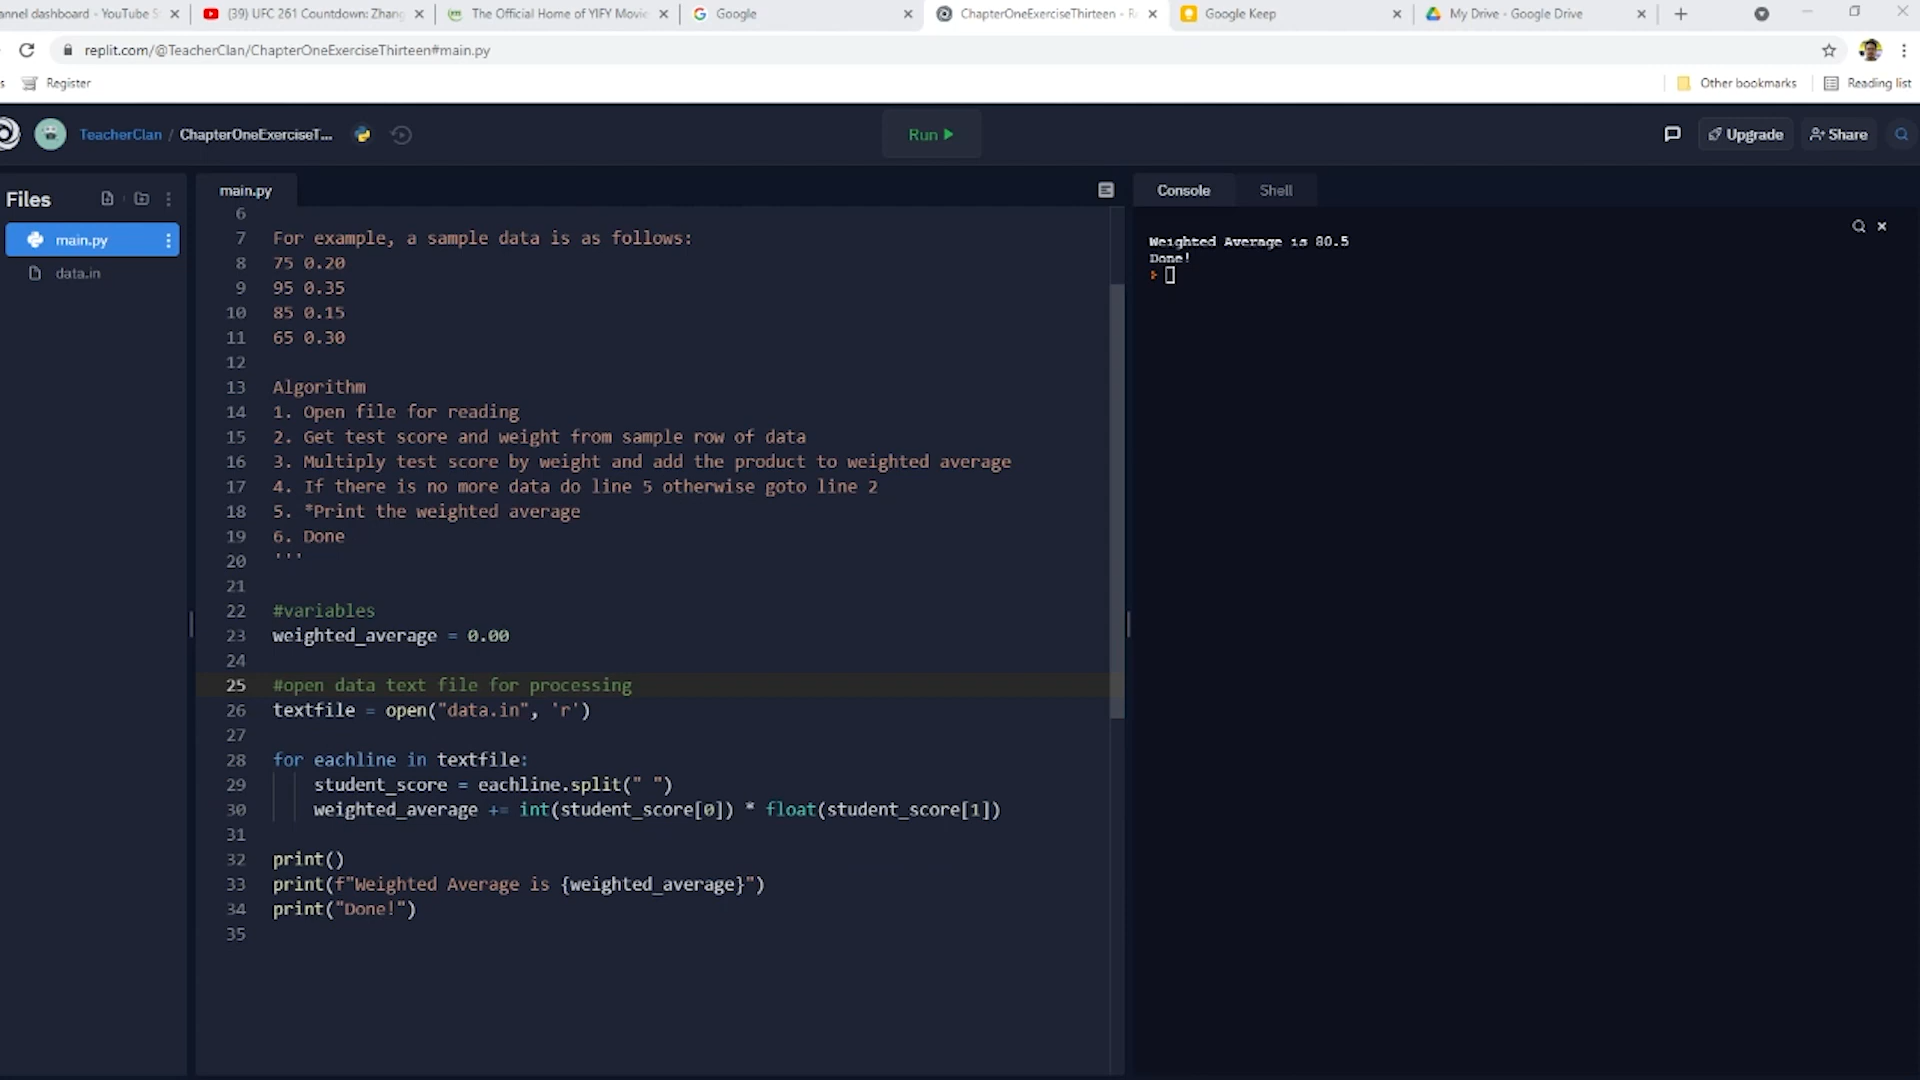 annel dashboard - YouTube S
(39) UFC 261 Countdown: Zhang
The Official Home of YIFY Movie
Google
ChapterOneExerciseThirteen - R
Google Keep
My Drive - Google Drive
replit.com/@TeacherClan/ChapterOneExerciseThirteen#main.py
s Register
Other bookmarks
Reading list
TeacherClan / ChapterOneExerciseT...
Run
Upgrade
Share
Files
main.py
data.in
main.py
6
7 For example, a sample data is as follows:
8 75 0.20
9 95 0.35
10 85 0.15
11 65 0.30
12
13 Algorithm
14 1. Open file for reading
15 2. Get test score and weight from sample row of data
16 3. Multiply test score by weight and add the product to weighted average
17 4. If there is no more data do line 5 otherwise goto line 2
18 5. *Print the weighted average
19 6. Done
20 '''
21
22 #variables
23 weighted_average = 0.00
24
25 #open data text file for processing
26 textfile = open("data.in", 'r')
27
28 for eachline in textfile:
29 student_score = eachline.split(" ")
30 weighted_average += int(student_score[0]) * float(student_score[1])
31
32 print()
33 print(f"Weighted Average is {weighted_average}")
34 print("Done!")
35
Console
Shell
Weighted Average is 80.5
Done!